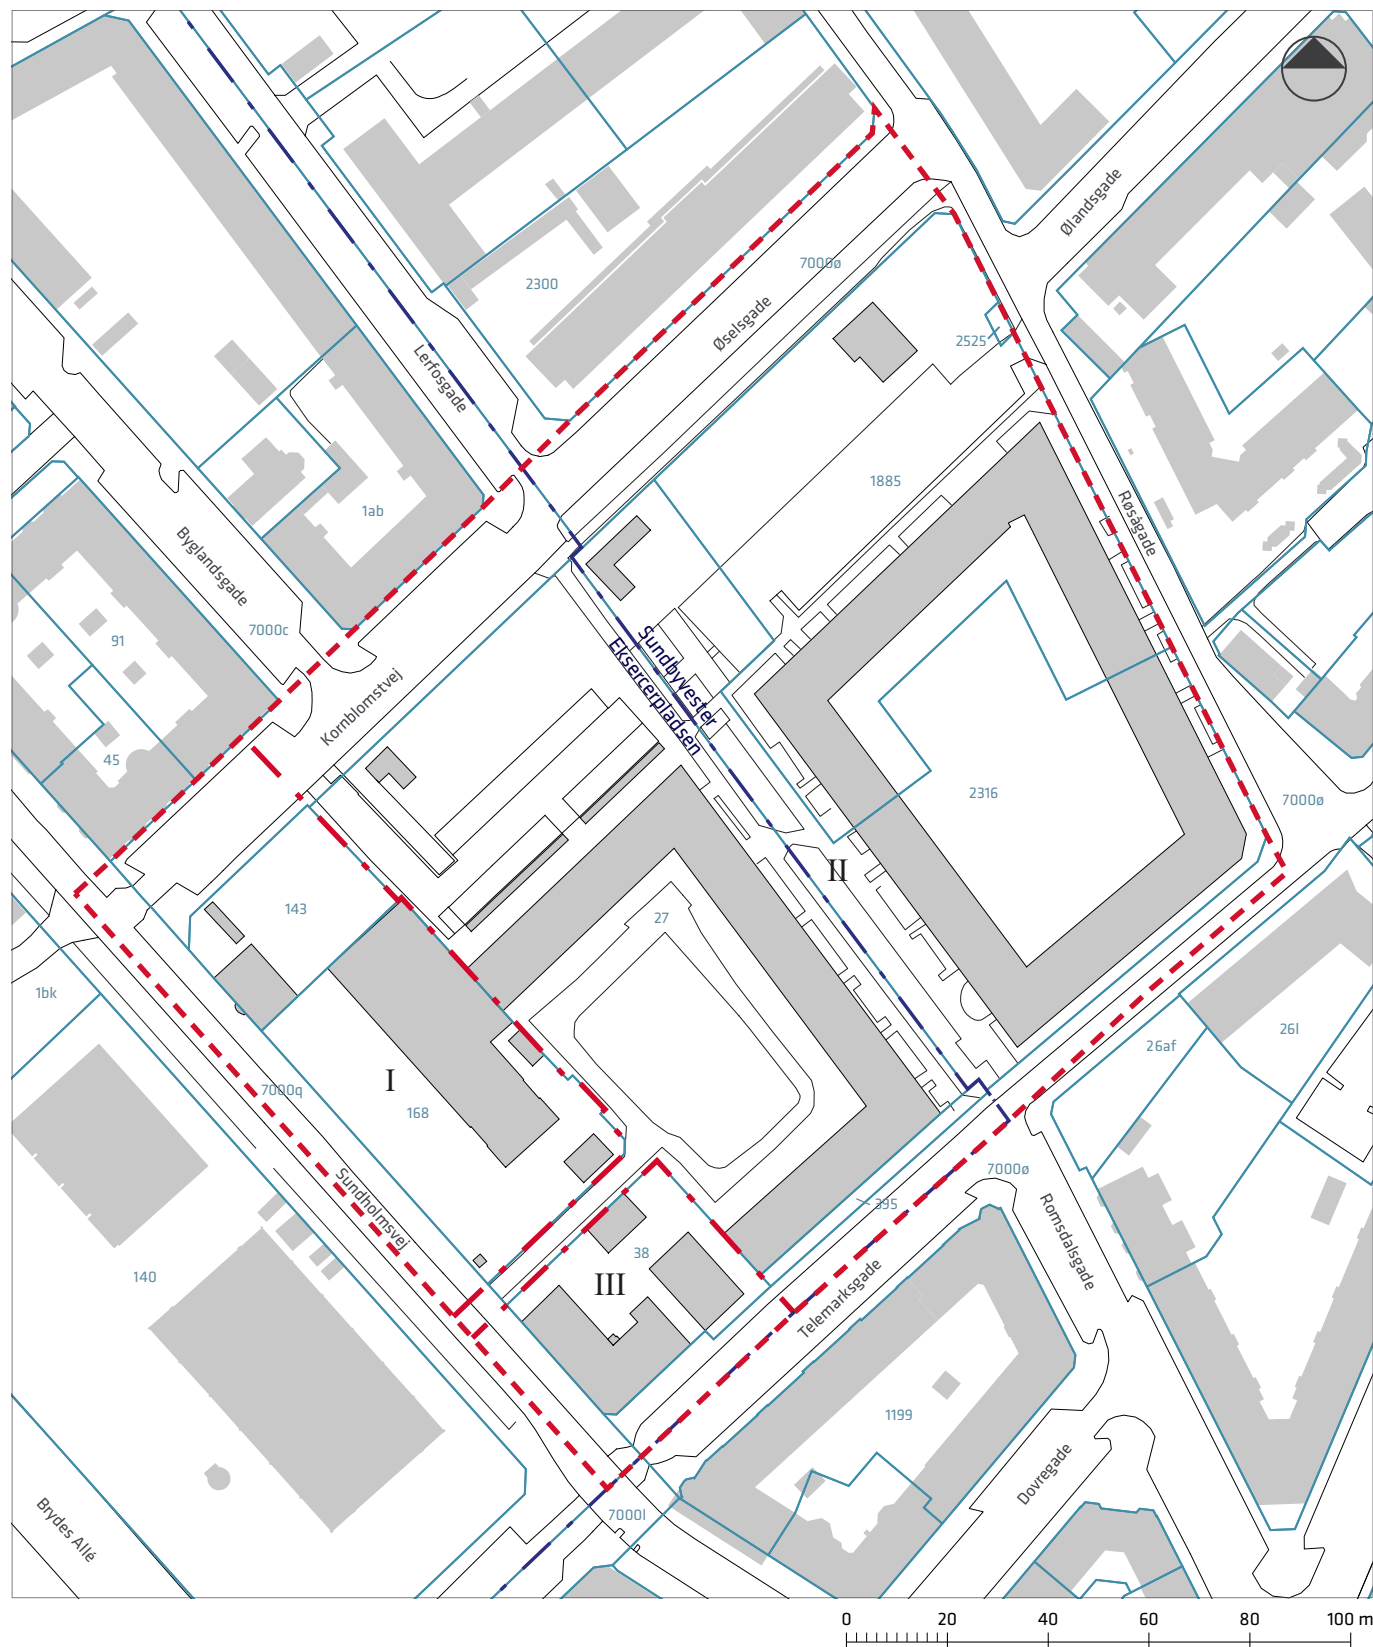 Ølandsgade
7000ø
2300
Øselsgade
2525
Lerfosgade
1885
1ab
Røsågade
Byglandsgade
7000c
91
Sundbyvester
Eksercerpladsen
Kornblomstvej
45
2316
7000ø
II
143
27
1bk
26l
26af
I
7000q
168
7000ø
Sundholmsvej
395
Romsdalsgade
38
140
III
Telemarksgade
1199
Dovregade
7000l
Brydes Allé
0 20 40 60 80 100 m